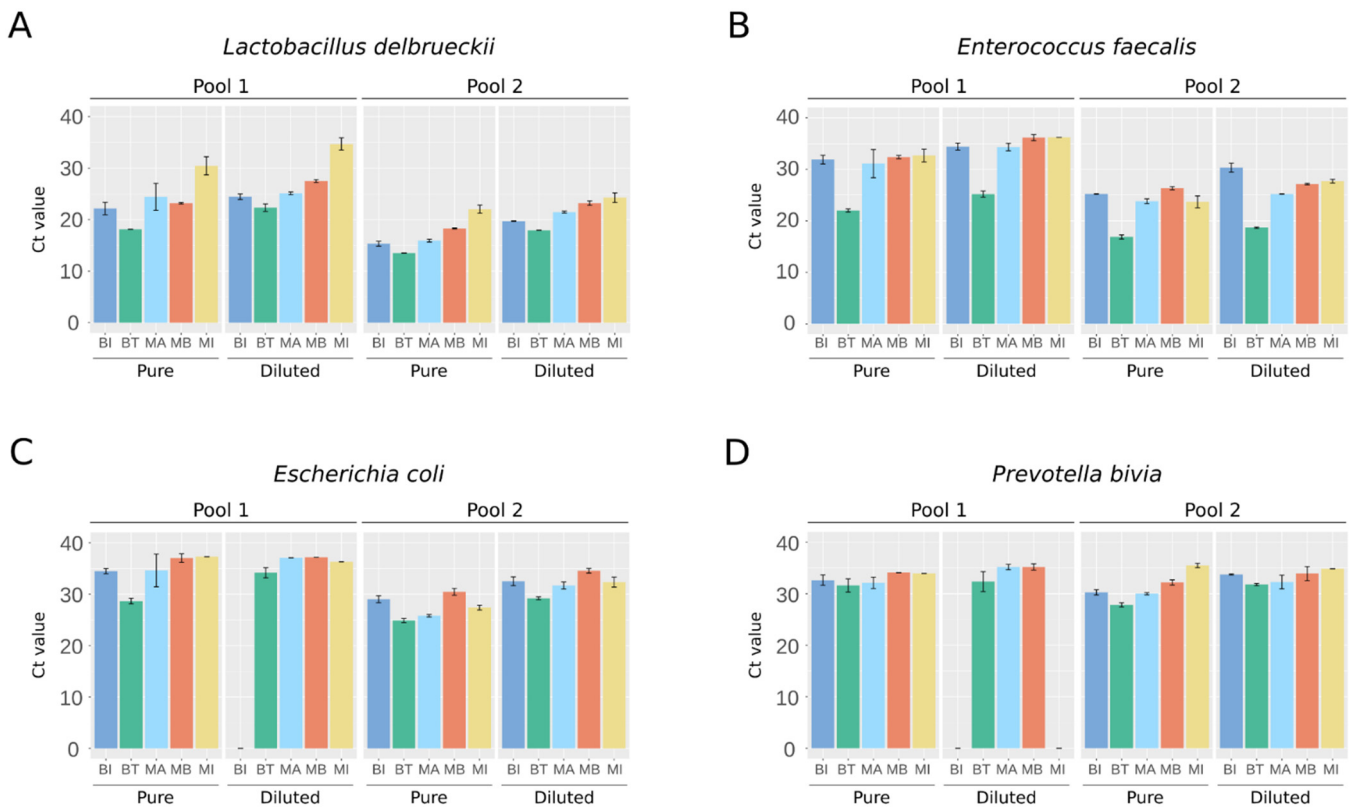 A
Lactobacillus delbrueckii
Pool 1 Pool 2
Ct value
40
30
20
10
0
BI BT MA MB MI BI BT MA MB MI BI BT MA MB MI BI BT MA MB MI
Pure Diluted Pure Diluted
B
Enterococcus faecalis
Pool 1 Pool 2
Ct value
40
30
20
10
0
BI BT MA MB MI BI BT MA MB MI BI BT MA MB MI BI BT MA MB MI
Pure Diluted Pure Diluted
C
Escherichia coli
Pool 1 Pool 2
Ct value
40
30
20
10
0
BI BT MA MB MI BI BT MA MB MI BI BT MA MB MI BI BT MA MB MI
Pure Diluted Pure Diluted
D
Prevotella bivia
Pool 1 Pool 2
Ct value
40
30
20
10
0
BI BT MA MB MI BI BT MA MB MI BI BT MA MB MI BI BT MA MB MI
Pure Diluted Pure Diluted